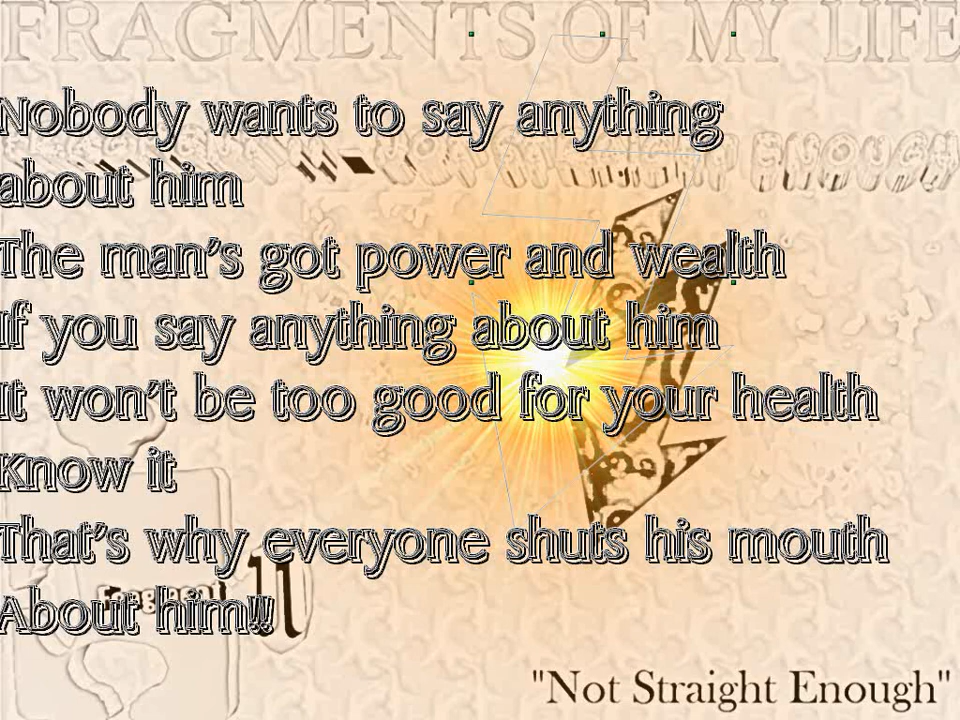 FRAGMENTS OF MY LIFE
Nobody wants to say anything
about him
The man's got power and wealth
If you say anything about him
It won't be too good for your health
Know it
That's why everyone shuts his mouth
About him!!
Fragment 11
"Not Straight Enough"